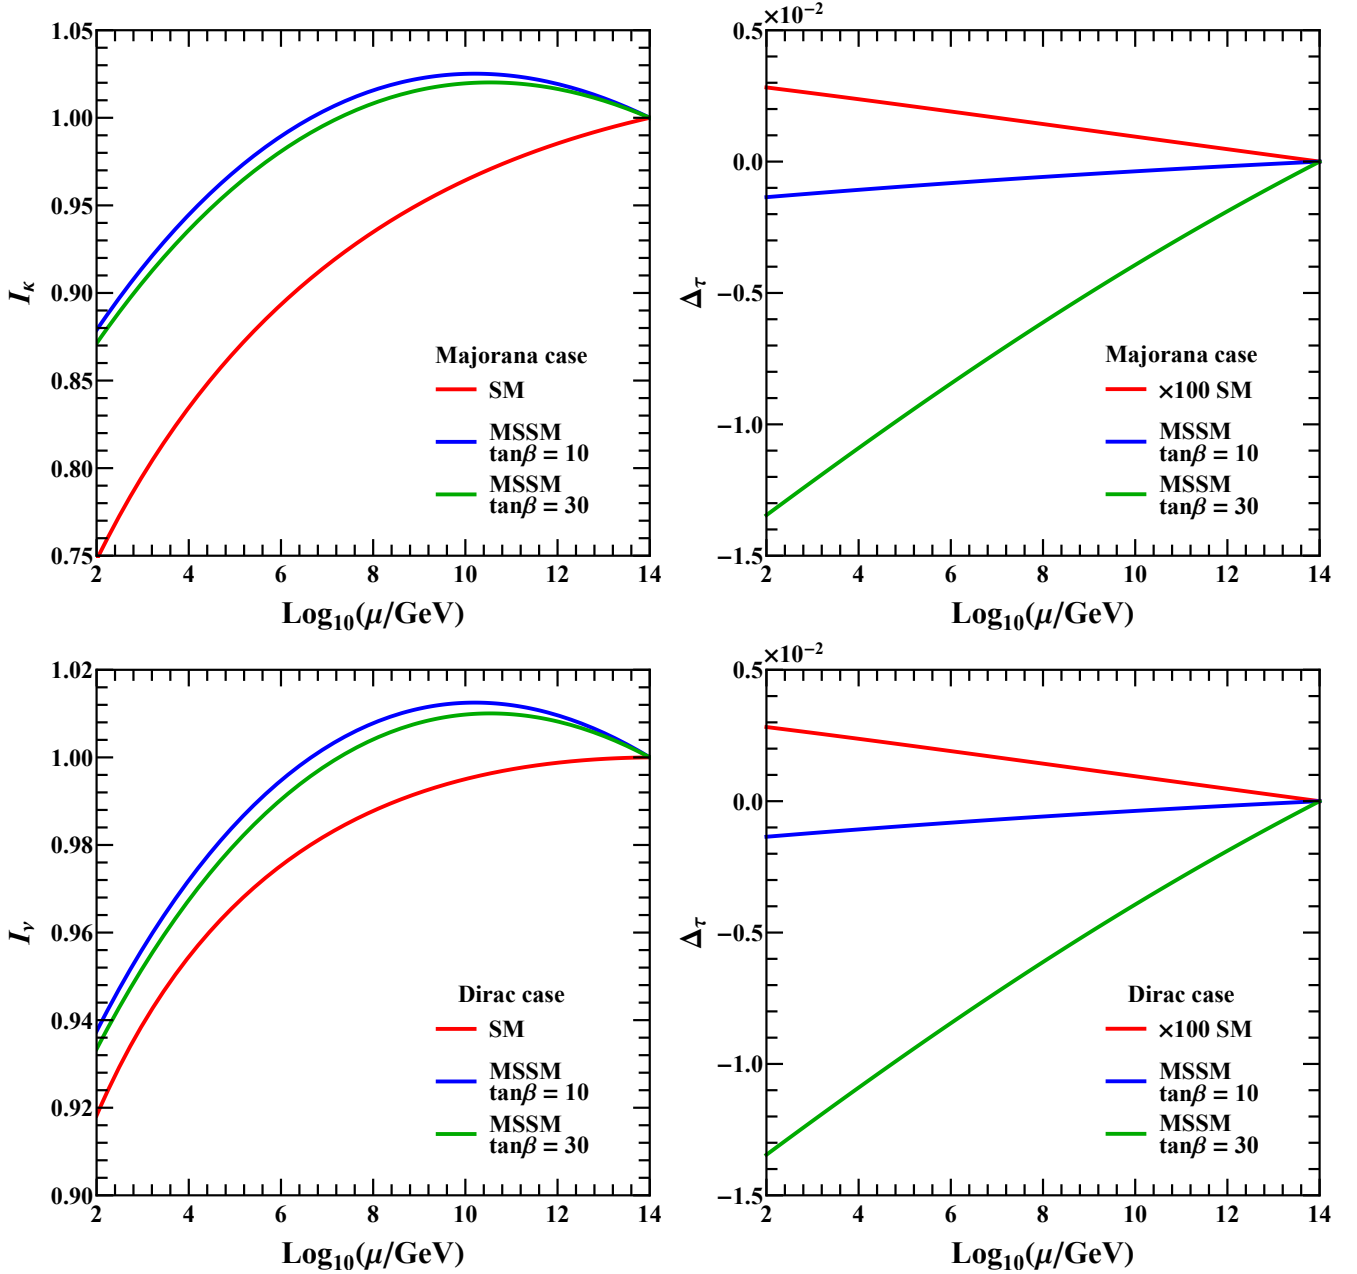 1.05
1.00
0.95
0.90
0.85
0.80
0.75
I_κ
Majorana case
SM
MSSM
tanβ = 10
MSSM
tanβ = 30
2 4 6 8 10 12 14
Log₁₀(μ/GeV)
×10⁻²
0.5
0.0
−0.5
−1.0
−1.5
Δ_τ
Majorana case
×100 SM
MSSM
tanβ = 10
MSSM
tanβ = 30
2 4 6 8 10 12 14
Log₁₀(μ/GeV)
1.02
1.00
0.98
0.96
0.94
0.92
0.90
I_ν
Dirac case
SM
MSSM
tanβ = 10
MSSM
tanβ = 30
2 4 6 8 10 12 14
Log₁₀(μ/GeV)
×10⁻²
0.5
0.0
−0.5
−1.0
−1.5
Δ_τ
Dirac case
×100 SM
MSSM
tanβ = 10
MSSM
tanβ = 30
2 4 6 8 10 12 14
Log₁₀(μ/GeV)